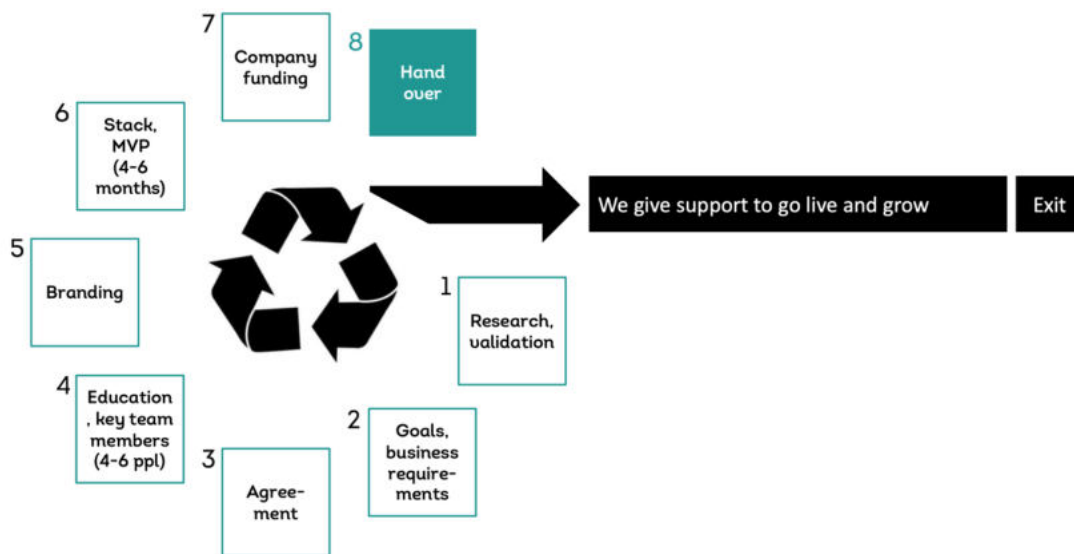 7
Company
funding
8
Hand
over
6
Stack,
MVP
(4-6
months)
We give support to go live and grow
Exit
5
Branding
1
Research,
validation
4
Education
, key team
members
(4-6 ppl)
3
Agree-
ment
2
Goals,
business
require-
ments